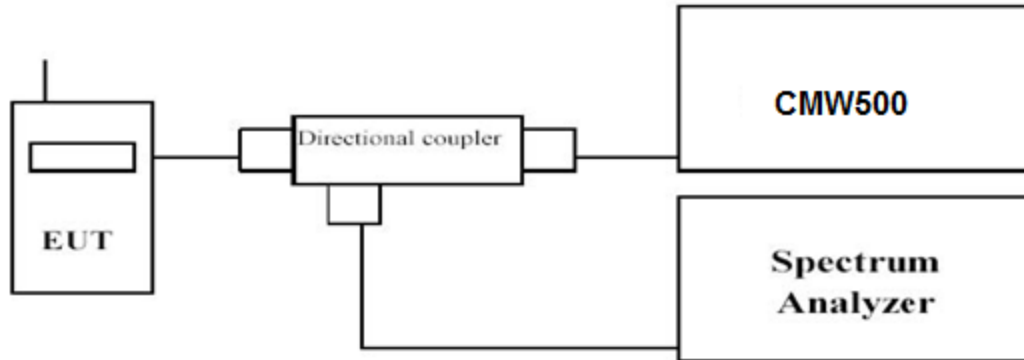 Directional coupler
CMW500
EUT
Spectrum
Analyzer